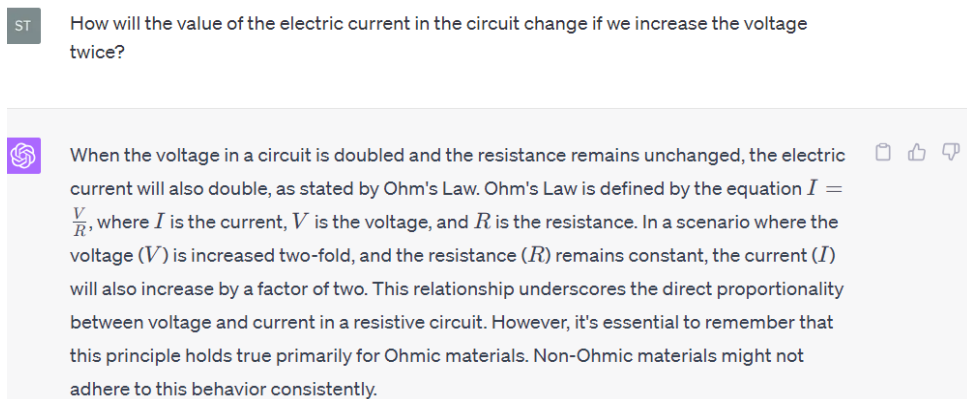 ST
How will the value of the electric current in the circuit change if we increase the voltage
twice?
When the voltage in a circuit is doubled and the resistance remains unchanged, the electric
current will also double, as stated by Ohm's Law. Ohm's Law is defined by the equation I =
V/R, where I is the current, V is the voltage, and R is the resistance. In a scenario where the
voltage (V) is increased two-fold, and the resistance (R) remains constant, the current (I)
will also increase by a factor of two. This relationship underscores the direct proportionality
between voltage and current in a resistive circuit. However, it's essential to remember that
this principle holds true primarily for Ohmic materials. Non-Ohmic materials might not
adhere to this behavior consistently.